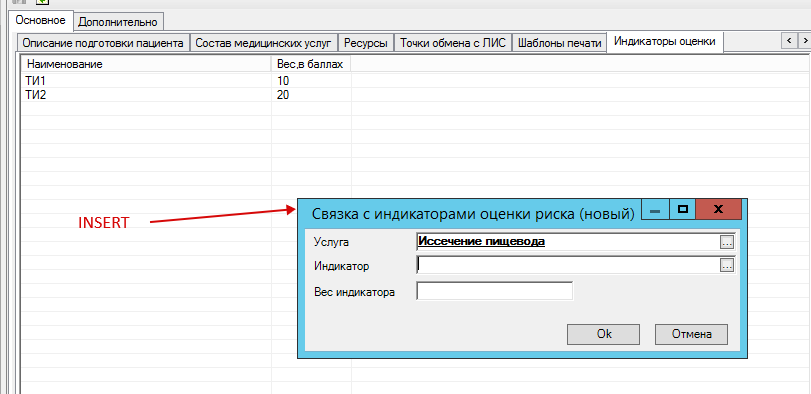 Основное Дополнительно
Описание подготовки пациента Состав медицинских услуг Ресурсы Точки обмена с ЛИС Шаблоны печати Индикаторы оценки
Наименование Вес,в баллах
ТИ1 10
ТИ2 20
INSERT
Связка с индикаторами оценки риска (новый)
Услуга Иссечение пищевода ...
Индикатор ...
Вес индикатора
Ok Отмена